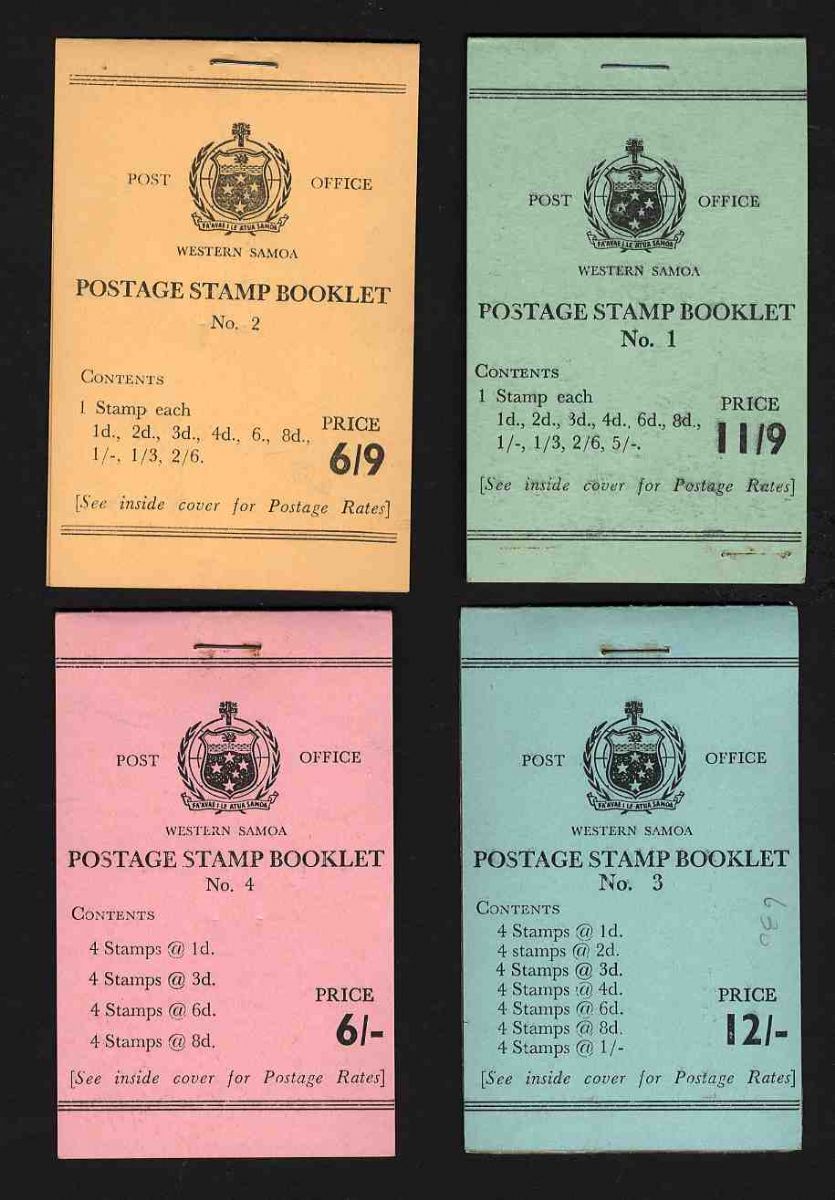 POST OFFICE
FA'AVAE I LE ATUA SAMOA
WESTERN SAMOA
POSTAGE STAMP BOOKLET
No. 2
CONTENTS
1 Stamp each
1d., 2d., 3d., 4d., 6., 8d.,
1/-, 1/3, 2/6.
PRICE
6/9
[See inside cover for Postage Rates]
POST OFFICE
FA'AVAE I LE ATUA SAMOA
WESTERN SAMOA
POSTAGE STAMP BOOKLET
No. 1
CONTENTS
1 Stamp each
1d., 2d., 3d., 4d., 6d., 8d.,
1/-, 1/3, 2/6, 5/-.
PRICE
11/9
[See inside cover for Postage Rates]
POST OFFICE
FA'AVAE I LE ATUA SAMOA
WESTERN SAMOA
POSTAGE STAMP BOOKLET
No. 4
CONTENTS
4 Stamps @ 1d.
4 Stamps @ 3d.
4 Stamps @ 6d.
4 Stamps @ 8d.
PRICE
6/-
[See inside cover for Postage Rates]
POST OFFICE
FA'AVAE I LE ATUA SAMOA
WESTERN SAMOA
POSTAGE STAMP BOOKLET
No. 3
CONTENTS
4 Stamps @ 1d.
4 stamps @ 2d.
4 Stamps @ 3d.
4 Stamps @ 4d.
4 Stamps @ 6d.
4 Stamps @ 8d.
4 Stamps @ 1/-
PRICE
12/-
[See inside cover for Postage Rates]